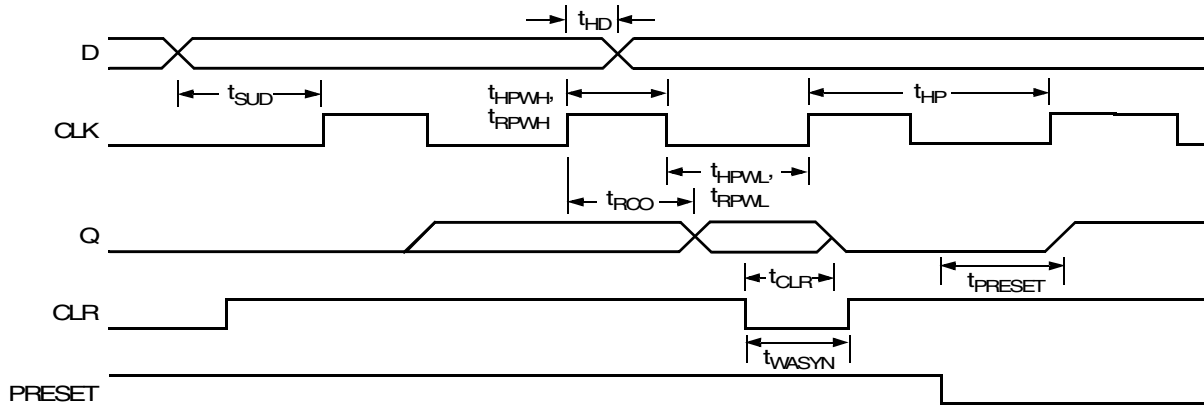 tHD
D
tSUD
tHPWH,
tRPWH
tHP
CLK
tHPWL,
tRPWL
tRCO
Q
tCLR
tPRESET
CLR
tWASYN
PRESET